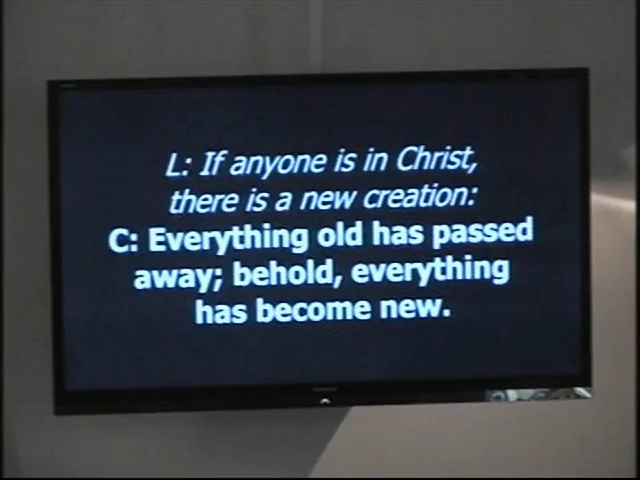 L: If anyone is in Christ,
there is a new creation:
C: Everything old has passed
away; behold, everything
has become new.